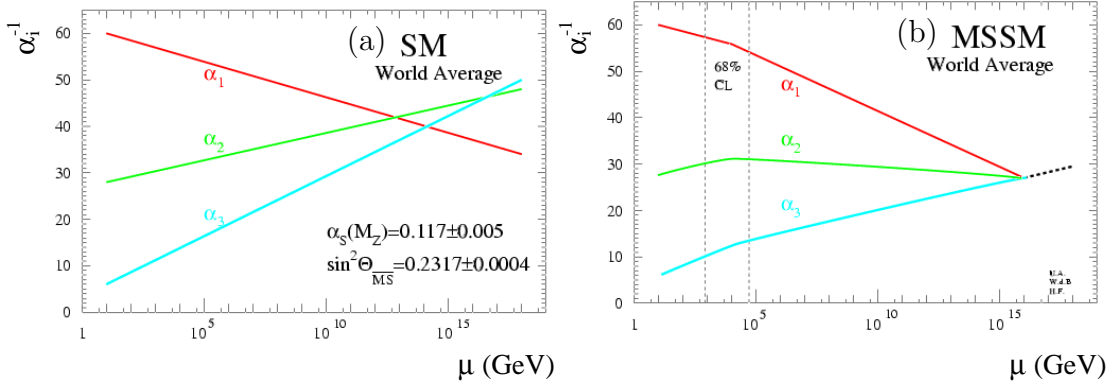 α_i^-1
60
50
40
30
20
10
0
(a) SM
World Average
α_1
α_2
α_3
α_S(M_Z)=0.117±0.005
sin^2Θ_MS=0.2317±0.0004
1
10^5
10^10
10^15
μ (GeV)
α_i^-1
60
50
40
30
20
10
0
(b) MSSM
World Average
68%
CL
α_1
α_2
α_3
U.A.
W.d.B
H.F.
1
10^5
10^10
10^15
μ (GeV)